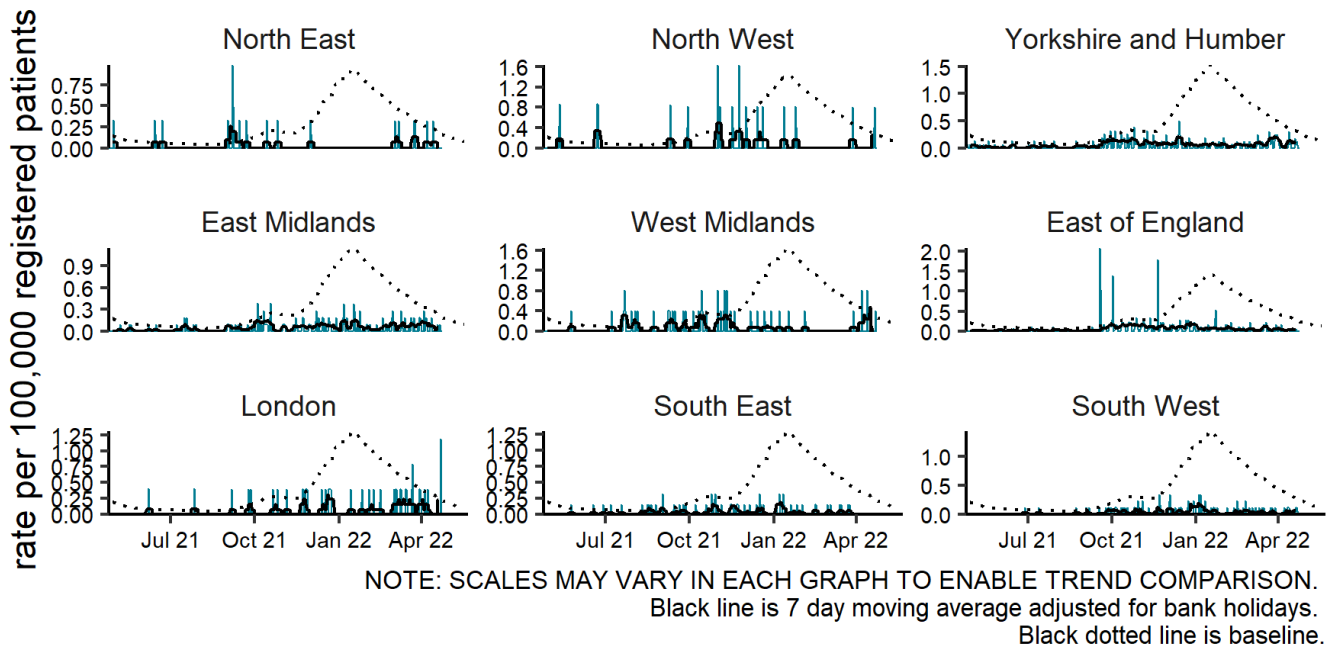 rate per 100,000 registered patients
North East
0.75
0.50
0.25
0.00
North West
1.6
1.2
0.8
0.4
0.0
Yorkshire and Humber
1.5
1.0
0.5
0.0
East Midlands
0.9
0.6
0.3
0.0
West Midlands
1.6
1.2
0.8
0.4
0.0
East of England
2.0
1.5
1.0
0.5
0.0
London
1.25
1.00
0.75
0.50
0.25
0.00
Jul 21 Oct 21 Jan 22 Apr 22
South East
1.25
1.00
0.75
0.50
0.25
0.00
Jul 21 Oct 21 Jan 22 Apr 22
South West
1.0
0.5
0.0
Jul 21 Oct 21 Jan 22 Apr 22
NOTE: SCALES MAY VARY IN EACH GRAPH TO ENABLE TREND COMPARISON.
Black line is 7 day moving average adjusted for bank holidays.
Black dotted line is baseline.